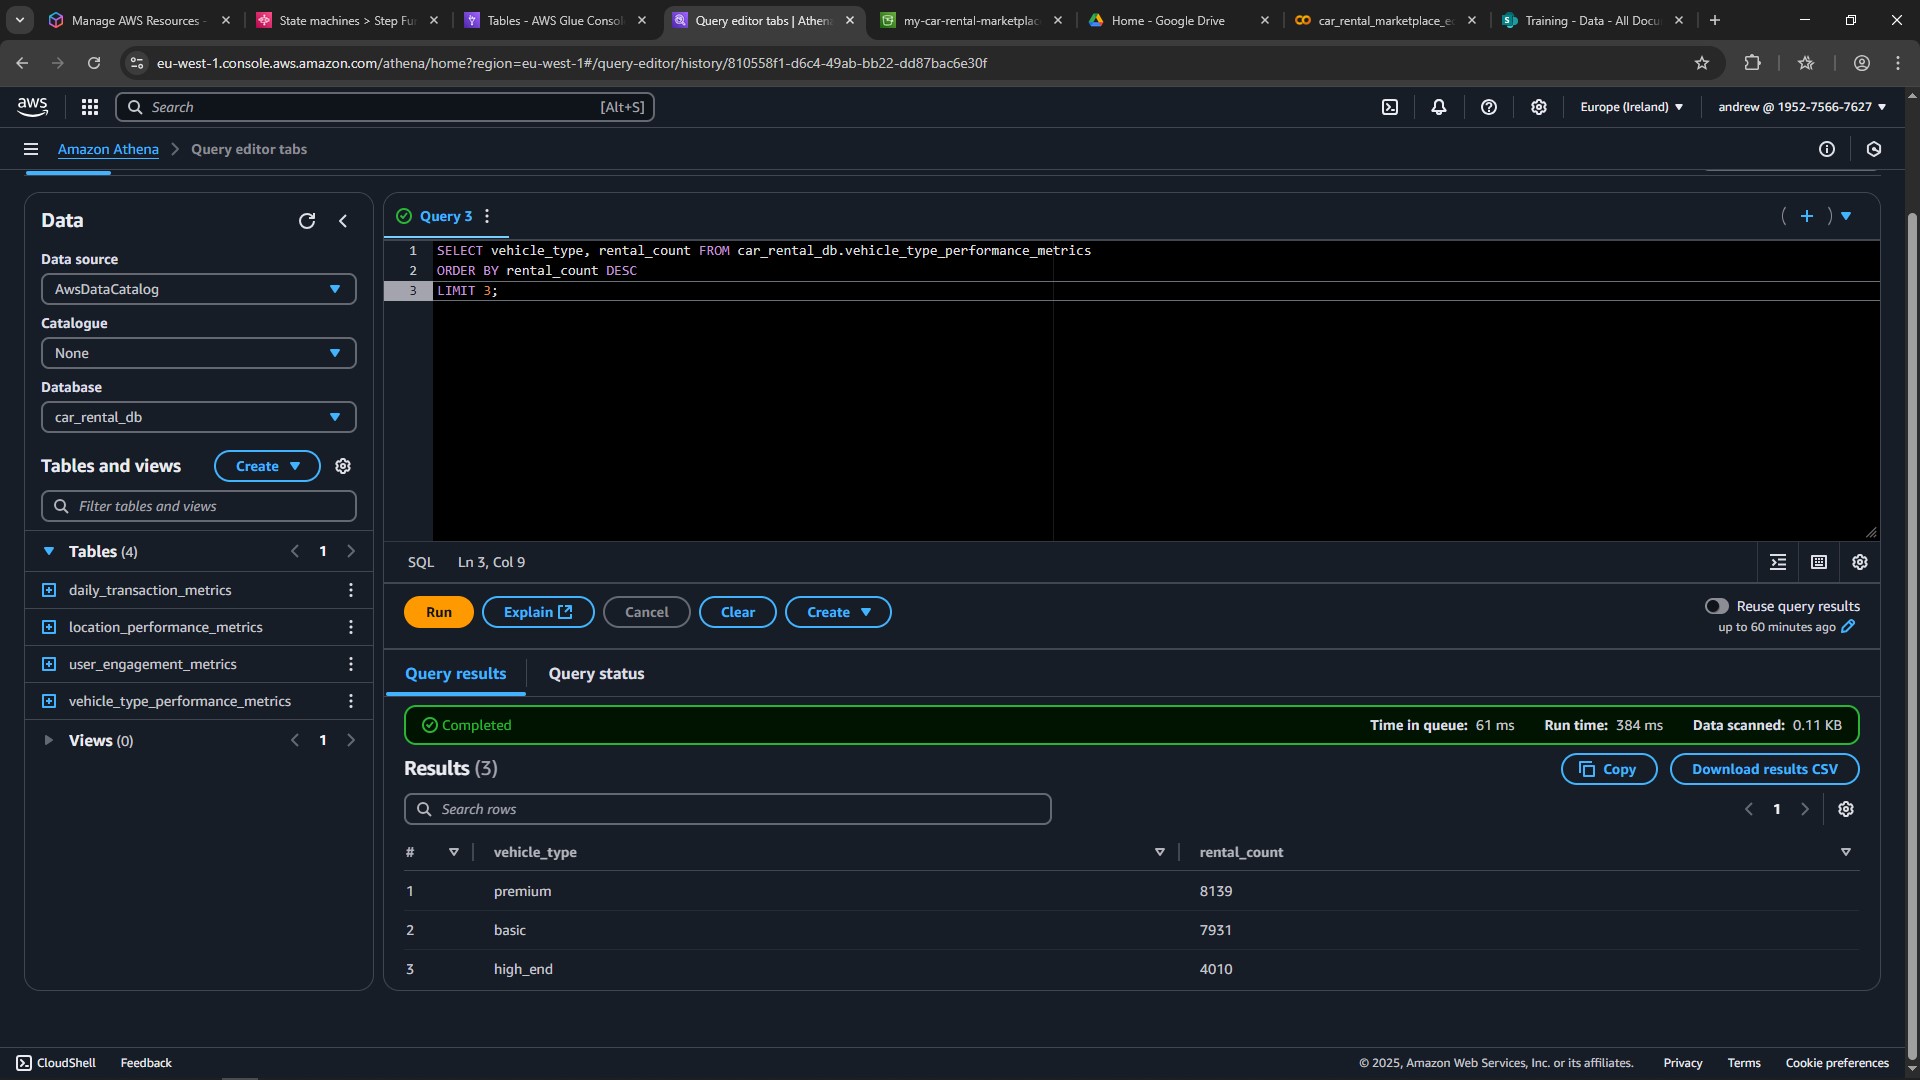 Manage AWS Resources -
State machines > Step Fun
Tables - AWS Glue Consol
Query editor tabs | Athen
my-car-rental-marketplac
Home - Google Drive
car_rental_marketplace_e
Training - Data - All Docu
eu-west-1.console.aws.amazon.com/athena/home?region=eu-west-1#/query-editor/history/810558f1-d6c4-49ab-bb22-dd87bac6e30f
aws
Search [Alt+S]
Europe (Ireland)
andrew @ 1952-7566-7627
Amazon Athena > Query editor tabs
Data
Data source
AwsDataCatalog
Catalogue
None
Database
car_rental_db
Tables and views
Create
Filter tables and views
Tables (4)
1
daily_transaction_metrics
location_performance_metrics
user_engagement_metrics
vehicle_type_performance_metrics
Views (0)
1
Query 3
1 SELECT vehicle_type, rental_count FROM car_rental_db.vehicle_type_performance_metrics
2 ORDER BY rental_count DESC
3 LIMIT 3;
SQL Ln 3, Col 9
Run
Explain
Cancel
Clear
Create
Reuse query results
up to 60 minutes ago
Query results
Query status
Completed
Time in queue: 61 ms Run time: 384 ms Data scanned: 0.11 KB
Results (3)
Copy
Download results CSV
Search rows
1
# vehicle_type rental_count
1 premium 8139
2 basic 7931
3 high_end 4010
CloudShell
Feedback
© 2025, Amazon Web Services, Inc. or its affiliates.
Privacy
Terms
Cookie preferences